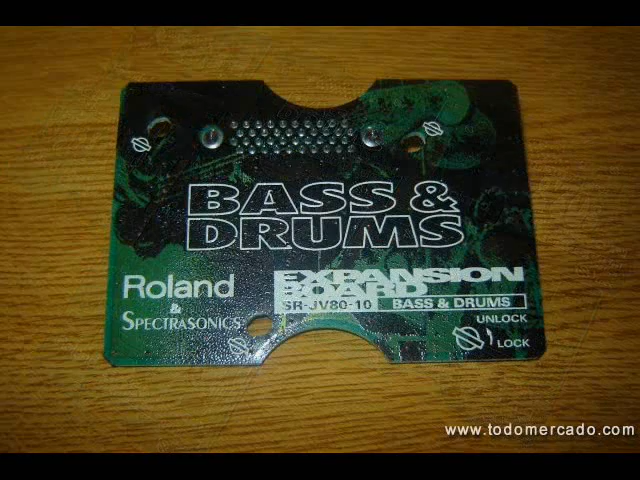 BASS &
DRUMS
Roland
&
SPECTRASONICS
EXPANSION
BOARD
SR-JV80-10 BASS & DRUMS
UNLOCK
LOCK
www.todomercado.com